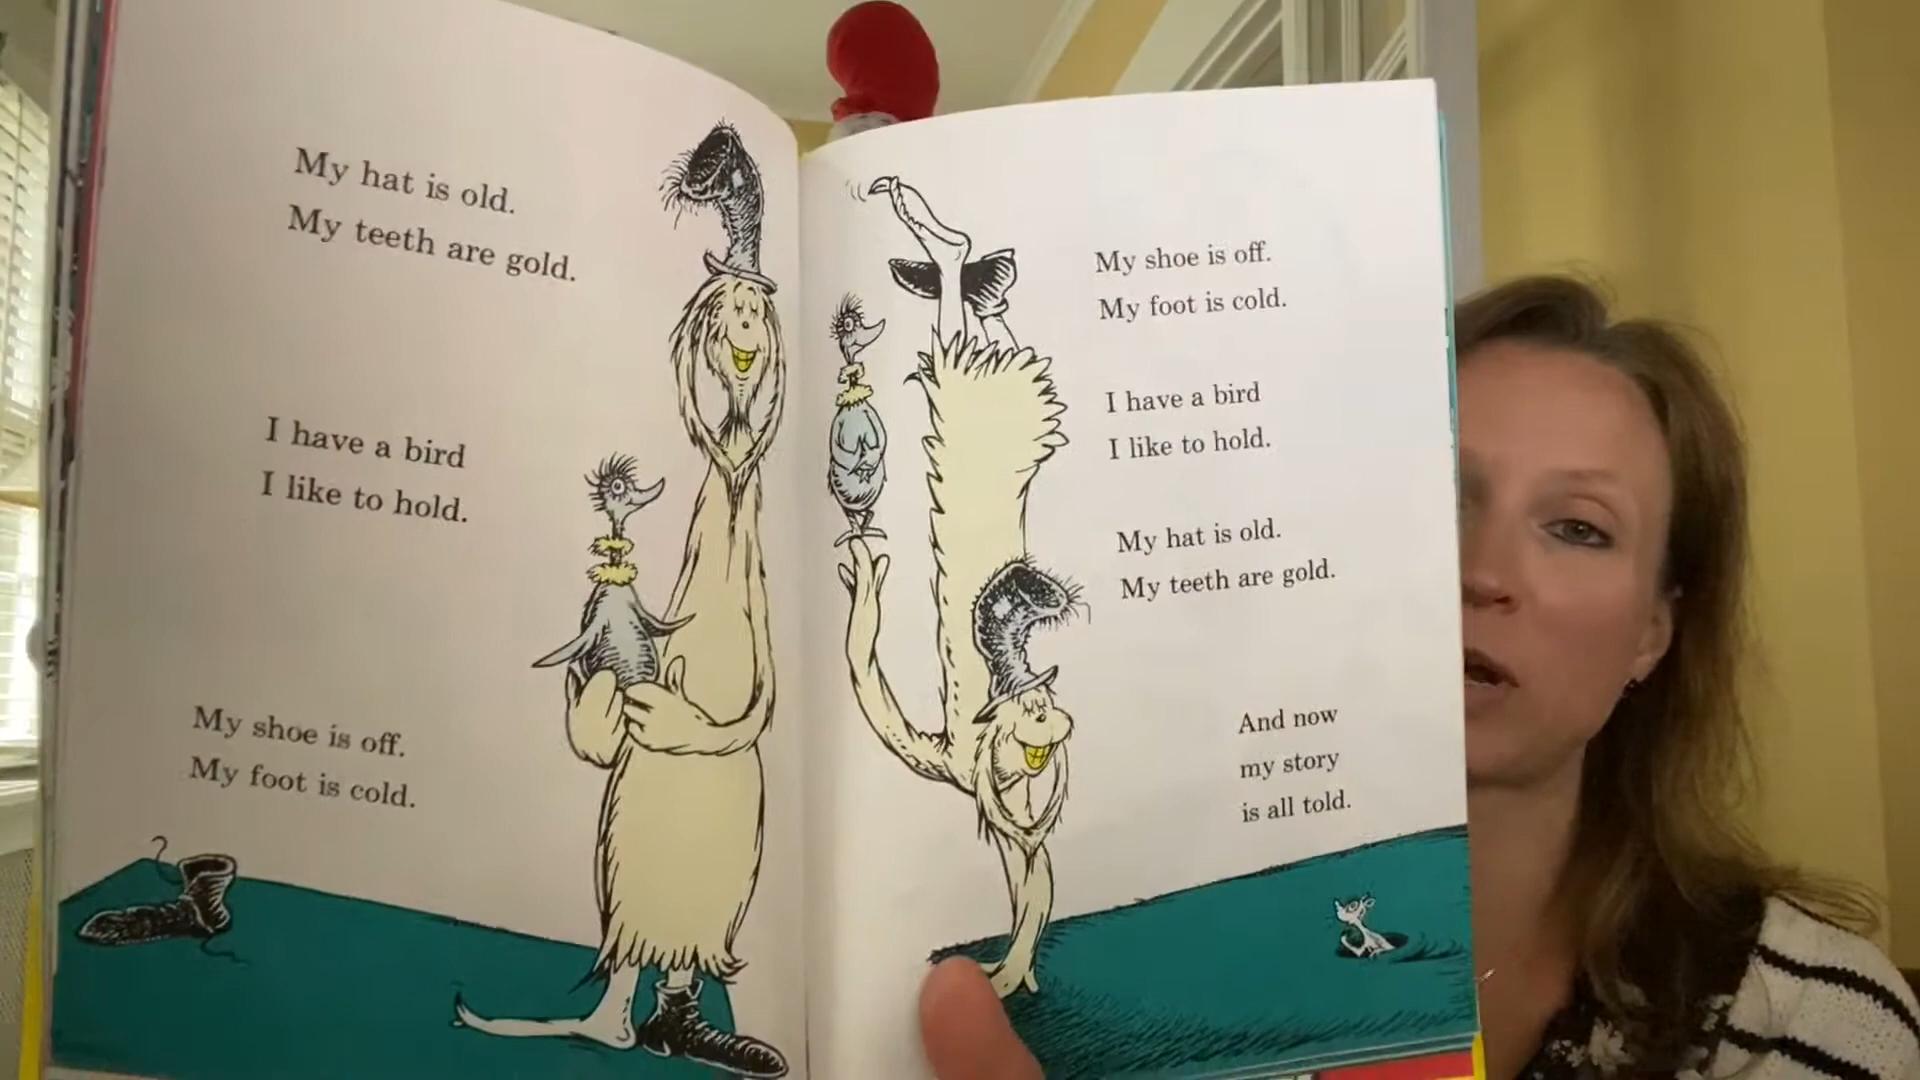 My hat is old.
My teeth are gold.
I have a bird
I like to hold.
My shoe is off.
My foot is cold.
My shoe is off.
My foot is cold.
I have a bird
I like to hold.
My hat is old.
My teeth are gold.
And now
my story
is all told.